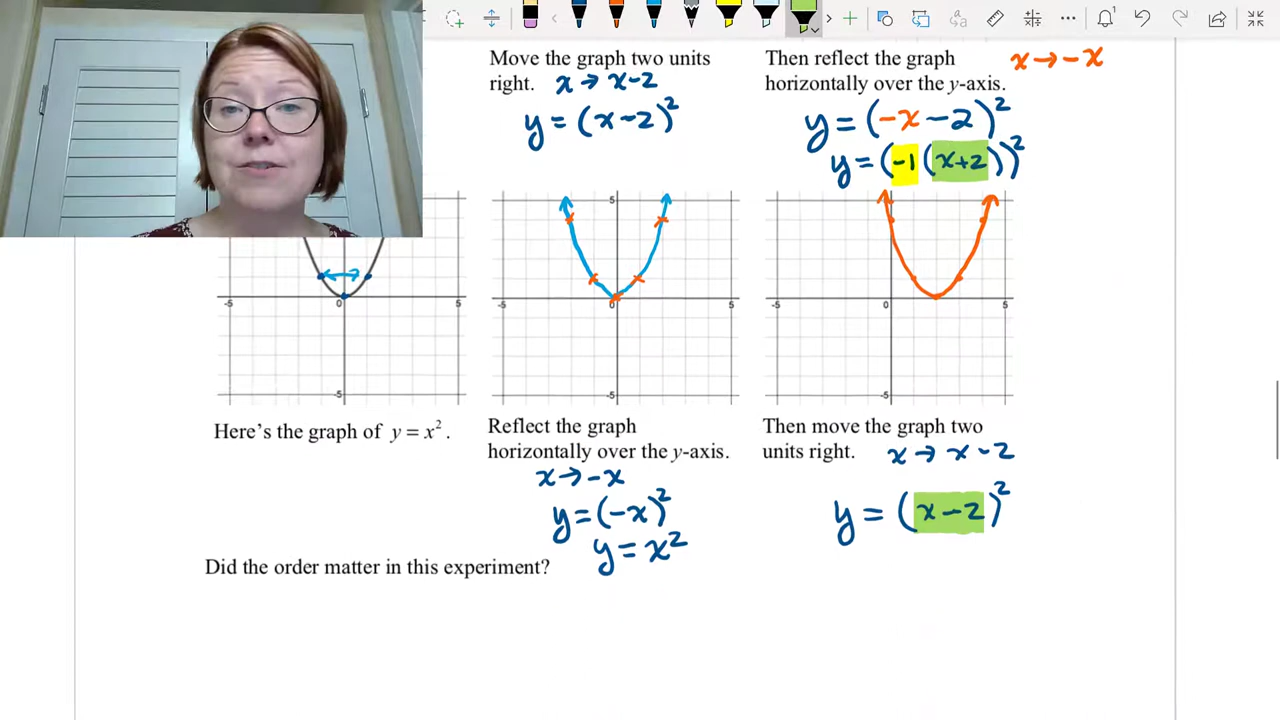 Move the graph two units
right. x → x-2
y = (x-2)²
Then reflect the graph x → -x
horizontally over the y-axis.
y = (-x-2)²
y = (-1(x+2))²
-5 0 5
-5
5
-5 0 5
-5
-5 0 5
-5
Here's the graph of y = x².
Reflect the graph
horizontally over the y-axis.
x → -x
y = (-x)²
y = x²
Then move the graph two
units right. x → x-2
y = (x-2)²
Did the order matter in this experiment?